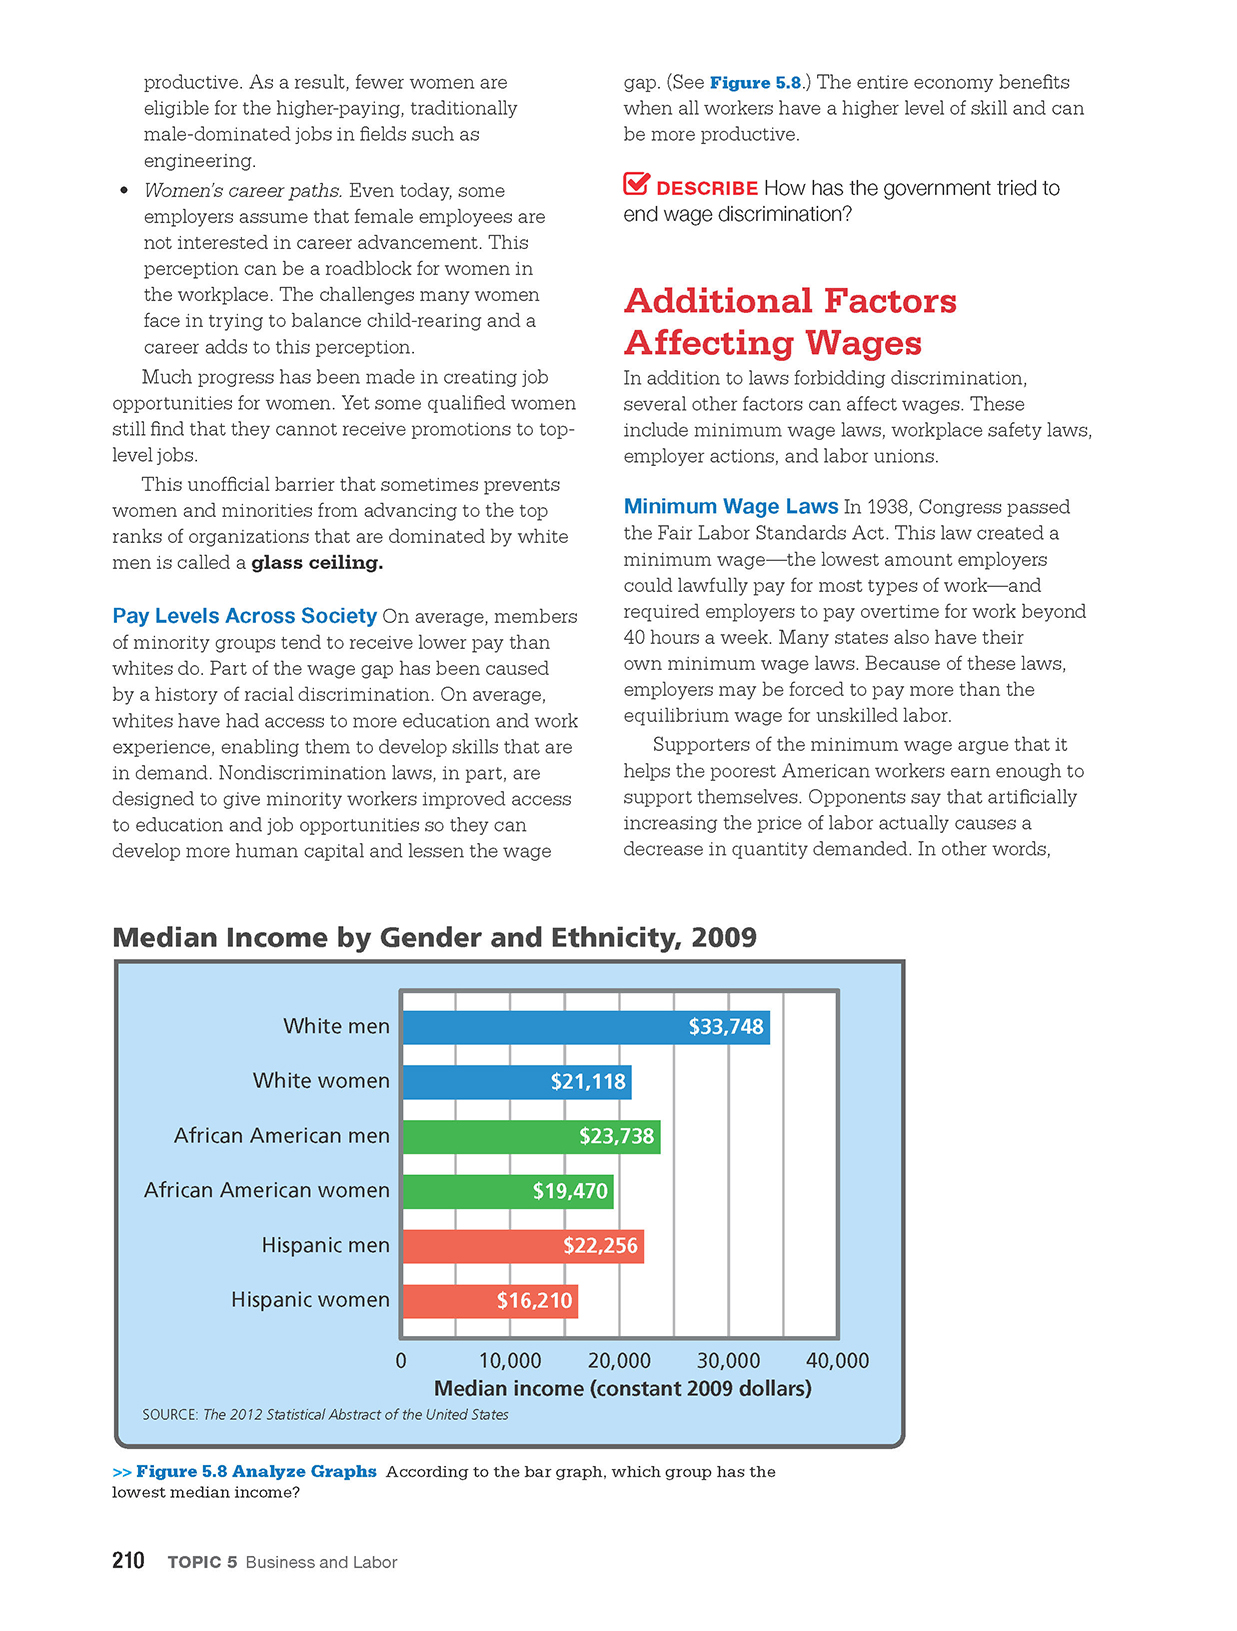 productive. As a result, fewer women are
eligible for the higher-paying, traditionally
male-dominated jobs in fields such as
engineering.
• Women's career paths. Even today, some
employers assume that female employees are
not interested in career advancement. This
perception can be a roadblock for women in
the workplace. The challenges many women
face in trying to balance child-rearing and a
career adds to this perception.
Much progress has been made in creating job
opportunities for women. Yet some qualified women
still find that they cannot receive promotions to top-
level jobs.
This unofficial barrier that sometimes prevents
women and minorities from advancing to the top
ranks of organizations that are dominated by white
men is called a glass ceiling.
Pay Levels Across Society On average, members
of minority groups tend to receive lower pay than
whites do. Part of the wage gap has been caused
by a history of racial discrimination. On average,
whites have had access to more education and work
experience, enabling them to develop skills that are
in demand. Nondiscrimination laws, in part, are
designed to give minority workers improved access
to education and job opportunities so they can
develop more human capital and lessen the wage
gap. (See Figure 5.8.) The entire economy benefits
when all workers have a higher level of skill and can
be more productive.
DESCRIBE How has the government tried to
end wage discrimination?
Additional Factors
Affecting Wages
In addition to laws forbidding discrimination,
several other factors can affect wages. These
include minimum wage laws, workplace safety laws,
employer actions, and labor unions.
Minimum Wage Laws In 1938, Congress passed
the Fair Labor Standards Act. This law created a
minimum wage—the lowest amount employers
could lawfully pay for most types of work—and
required employers to pay overtime for work beyond
40 hours a week. Many states also have their
own minimum wage laws. Because of these laws,
employers may be forced to pay more than the
equilibrium wage for unskilled labor.
Supporters of the minimum wage argue that it
helps the poorest American workers earn enough to
support themselves. Opponents say that artificially
increasing the price of labor actually causes a
decrease in quantity demanded. In other words,
Median Income by Gender and Ethnicity, 2009
White men $33,748
White women $21,118
African American men $23,738
African American women $19,470
Hispanic men $22,256
Hispanic women $16,210
0 10,000 20,000 30,000 40,000
Median income (constant 2009 dollars)
SOURCE: The 2012 Statistical Abstract of the United States
>> Figure 5.8 Analyze Graphs According to the bar graph, which group has the
lowest median income?
210 TOPIC 5 Business and Labor